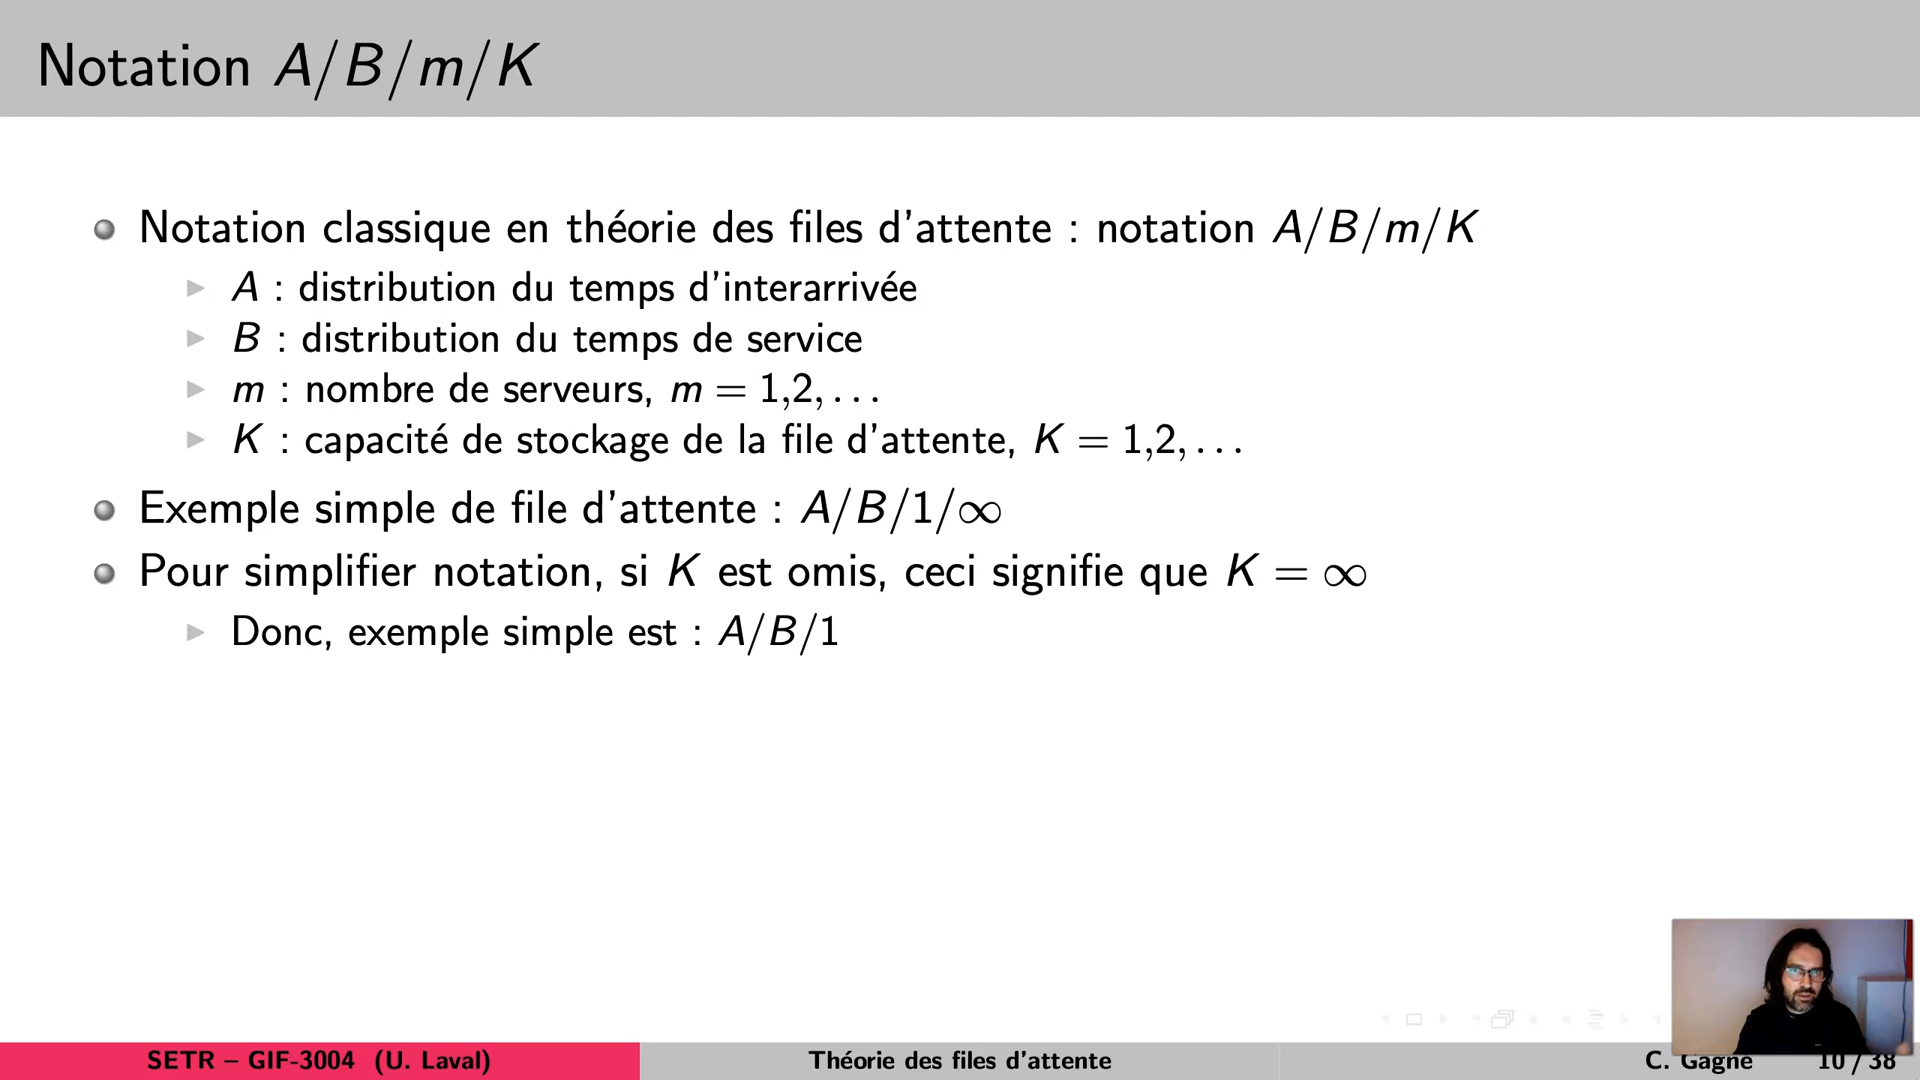 Notation A/B/m/K
Notation classique en théorie des files d'attente : notation A/B/m/K
A : distribution du temps d'interarrivée
B : distribution du temps de service
m : nombre de serveurs, m = 1,2, . . .
K : capacité de stockage de la file d'attente, K = 1,2, . . .
Exemple simple de file d'attente : A/B/1/∞
Pour simplifier notation, si K est omis, ceci signifie que K = ∞
Donc, exemple simple est : A/B/1
SETR – GIF-3004 (U. Laval)
Théorie des files d'attente
C. Gagné
10 / 38